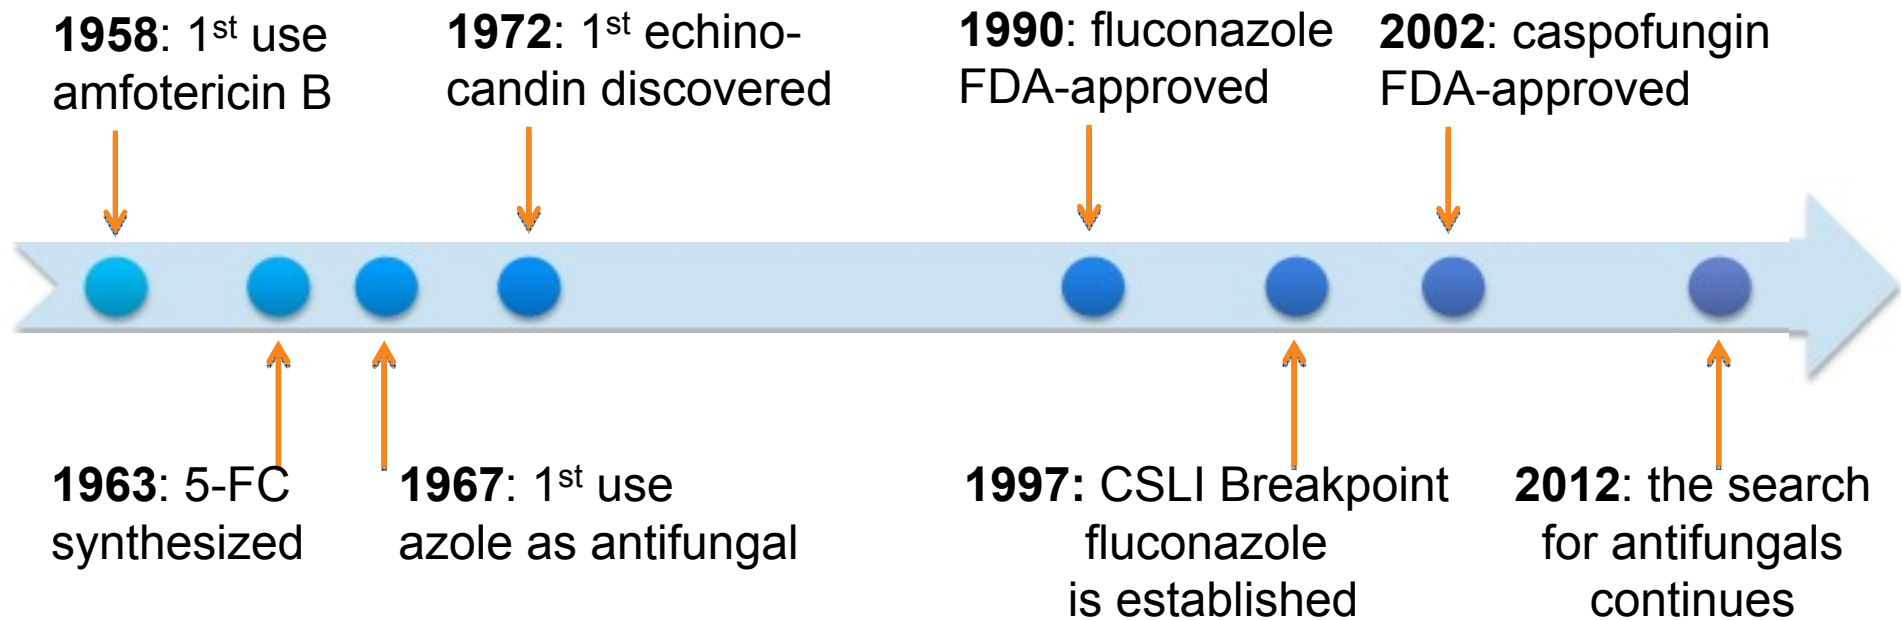 1958: 1st use
amfotericin B
1972: 1st echino-
candin discovered
1990: fluconazole
FDA-approved
2002: caspofungin
FDA-approved
1963: 5-FC
synthesized
1967: 1st use
azole as antifungal
1997: CSLI Breakpoint
fluconazole
is established
2012: the search
for antifungals
continues